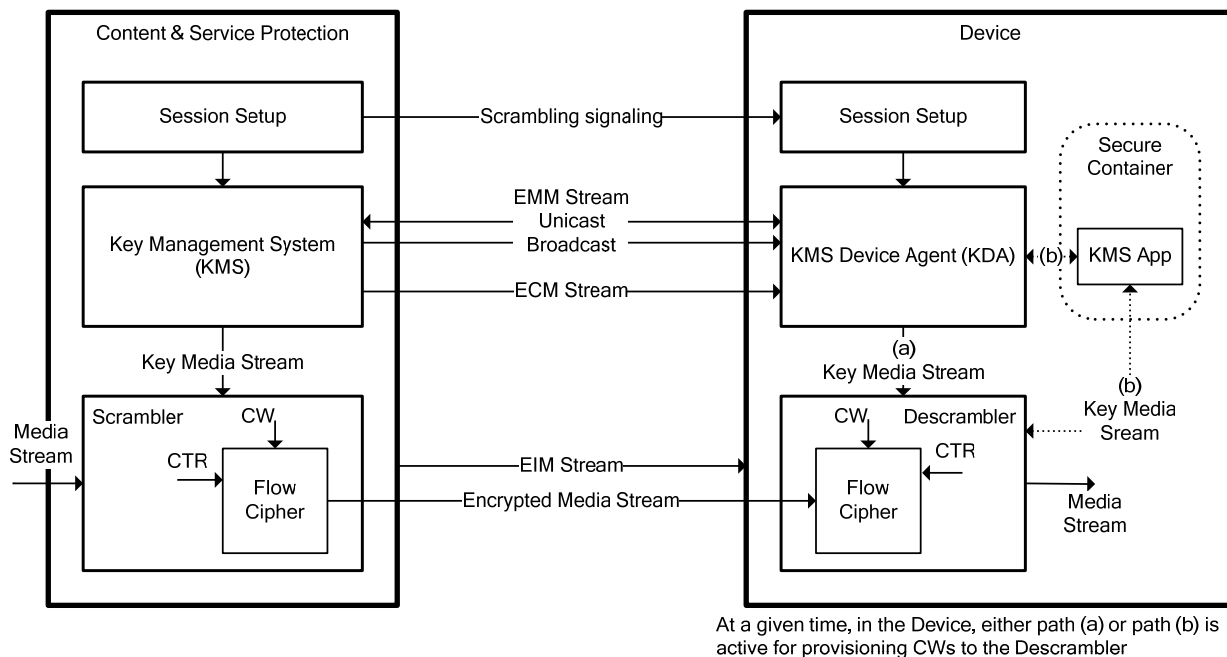 Content & Service Protection
Device
Session Setup
Scrambling signaling
Session Setup
Secure
Container
EMM Stream
Unicast
Broadcast
Key Management System
(KMS)
KMS Device Agent (KDA)
(b)
KMS App
ECM Stream
Key Media Stream
(a)
Key Media Stream
(b)
Key Media
Sream
Scrambler
CW
CTR
Flow
Cipher
Media
Stream
EIM Stream
Encrypted Media Stream
CW
Descrambler
CTR
Flow
Cipher
Media
Stream
At a given time, in the Device, either path (a) or path (b) is
active for provisioning CWs to the Descrambler